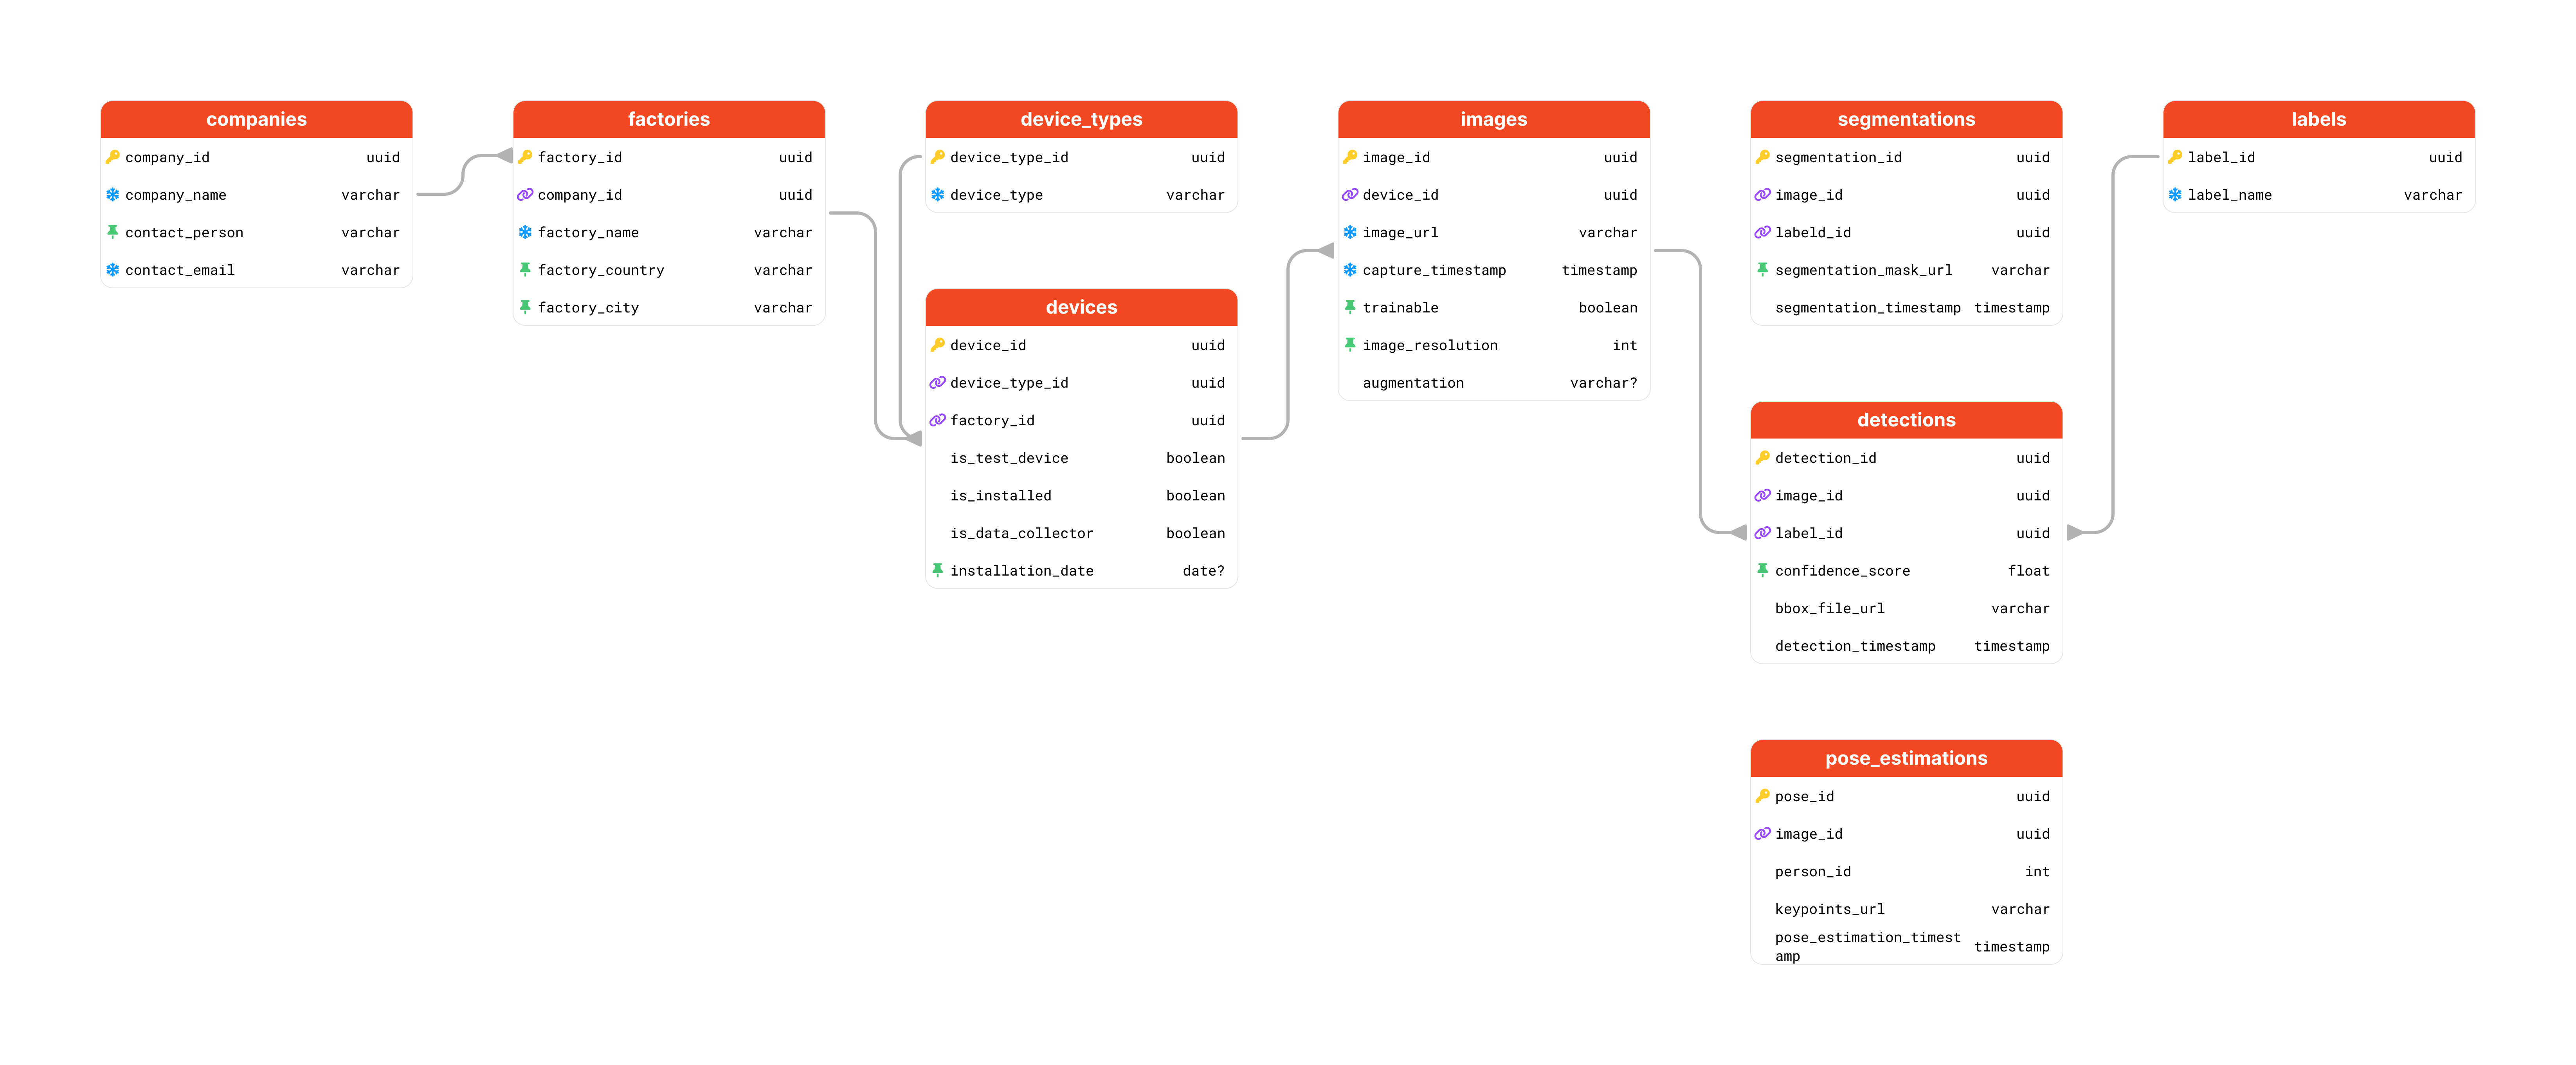 companies
company_id uuid
company_name varchar
contact_person varchar
contact_email varchar
factories
factory_id uuid
company_id uuid
factory_name varchar
factory_country varchar
factory_city varchar
device_types
device_type_id uuid
device_type varchar
devices
device_id uuid
device_type_id uuid
factory_id uuid
is_test_device boolean
is_installed boolean
is_data_collector boolean
installation_date date?
images
image_id uuid
device_id uuid
image_url varchar
capture_timestamp timestamp
trainable boolean
image_resolution int
augmentation varchar?
segmentations
segmentation_id uuid
image_id uuid
labeld_id uuid
segmentation_mask_url varchar
segmentation_timestamp timestamp
detections
detection_id uuid
image_id uuid
label_id uuid
confidence_score float
bbox_file_url varchar
detection_timestamp timestamp
pose_estimations
pose_id uuid
image_id uuid
person_id int
keypoints_url varchar
pose_estimation_timest
amp timestamp
labels
label_id uuid
label_name varchar